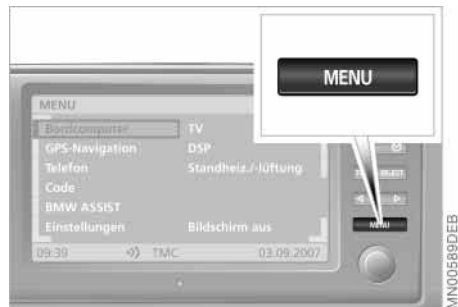 MENU
MENU
Bordcomputer TV
GPS-Navigation DSP
Telefon Standheiz./-lüftung
Code
BMW ASSIST
Einstellungen Bildschirm aus
09:39 TMC 03.09.2007
SELECT
MENU
MN00589DEB